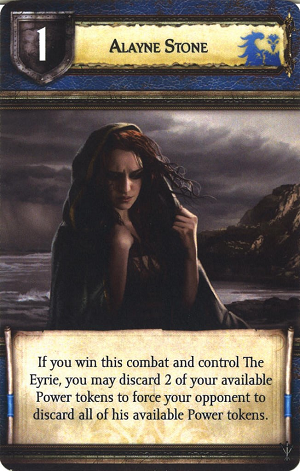 1
Alayne Stone
If you win this combat and control The
Eyrie, you may discard 2 of your available
Power tokens to force your opponent to
discard all of his available Power tokens.